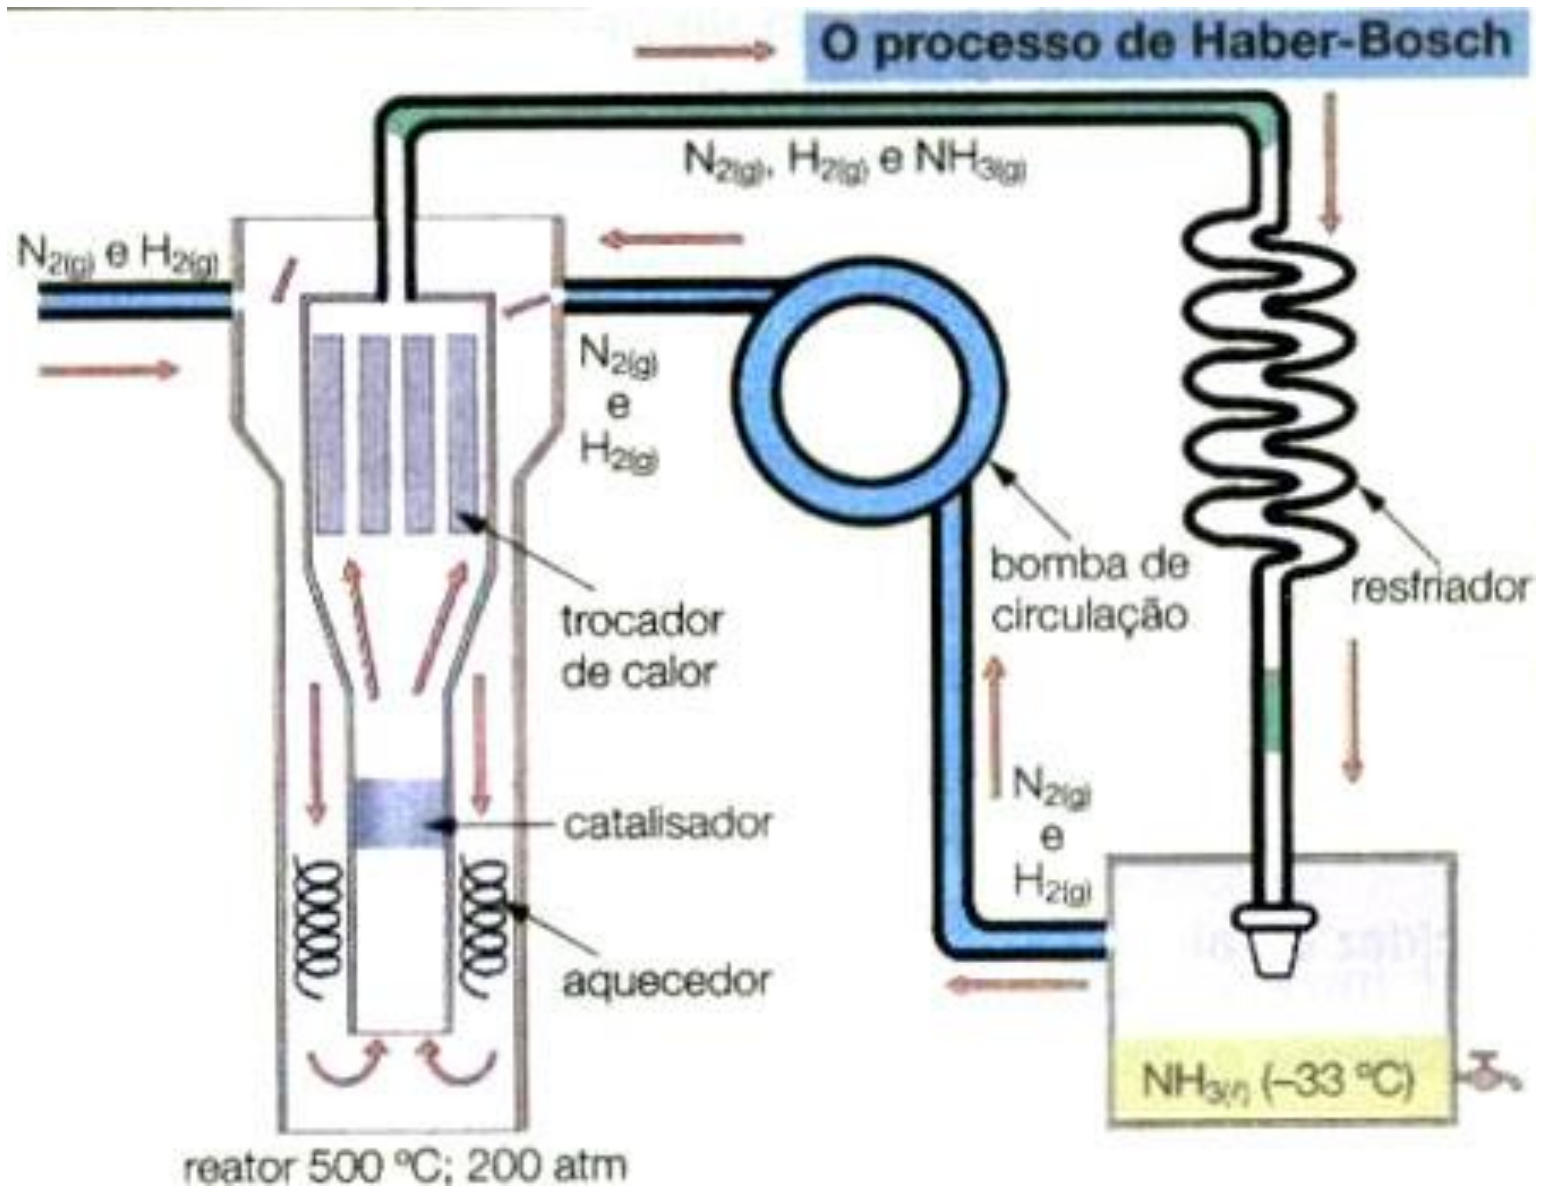 O processo de Haber-Bosch
N₂(g), H₂(g) e NH₃(g)
N₂(g) e H₂(g)
N₂(g)
e
H₂(g)
bomba de
circulação
resfriador
trocador
de calor
N₂(g)
e
H₂(g)
catalisador
aquecedor
NH₃(ℓ) (–33 ºC)
reator 500 ºC; 200 atm